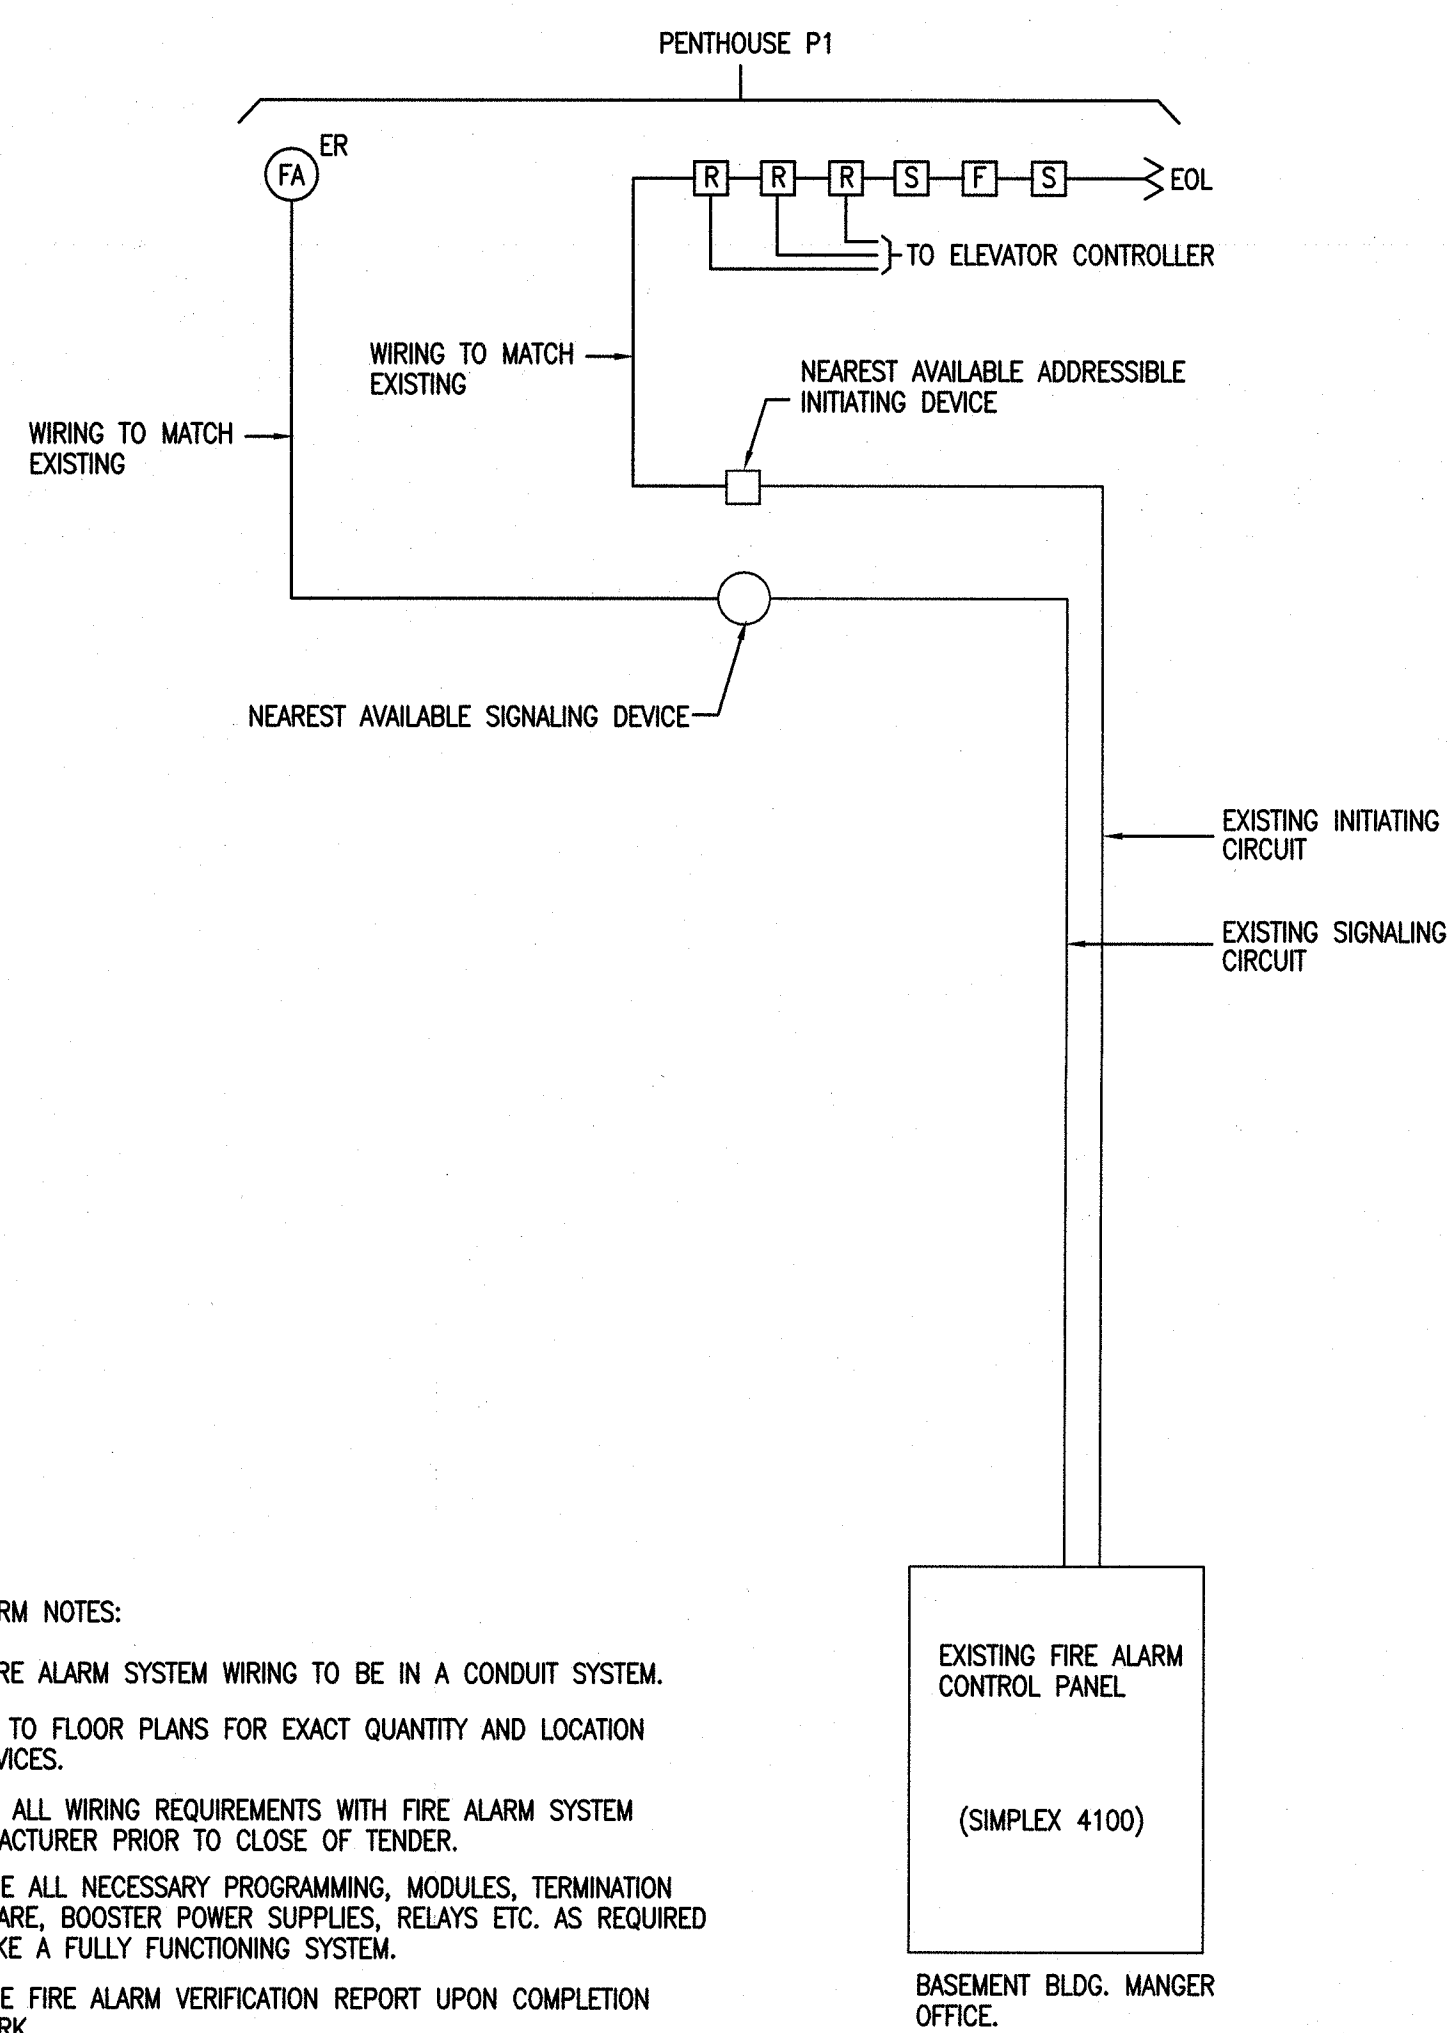 PENTHOUSE P1
FA
ER
R R R S F S
EOL
TO ELEVATOR CONTROLLER
WIRING TO MATCH
EXISTING
NEAREST AVAILABLE ADDRESSIBLE
INITIATING DEVICE
WIRING TO MATCH
EXISTING
NEAREST AVAILABLE SIGNALING DEVICE
EXISTING INITIATING
CIRCUIT
EXISTING SIGNALING
CIRCUIT
RM NOTES:
RE ALARM SYSTEM WIRING TO BE IN A CONDUIT SYSTEM.
TO FLOOR PLANS FOR EXACT QUANTITY AND LOCATION
VICES.
ALL WIRING REQUIREMENTS WITH FIRE ALARM SYSTEM
ACTURER PRIOR TO CLOSE OF TENDER.
E ALL NECESSARY PROGRAMMING, MODULES, TERMINATION
ARE, BOOSTER POWER SUPPLIES, RELAYS ETC. AS REQUIRED
KE A FULLY FUNCTIONING SYSTEM.
E FIRE ALARM VERIFICATION REPORT UPON COMPLETION
RK
EXISTING FIRE ALARM
CONTROL PANEL
(SIMPLEX 4100)
BASEMENT BLDG. MANGER
OFFICE.